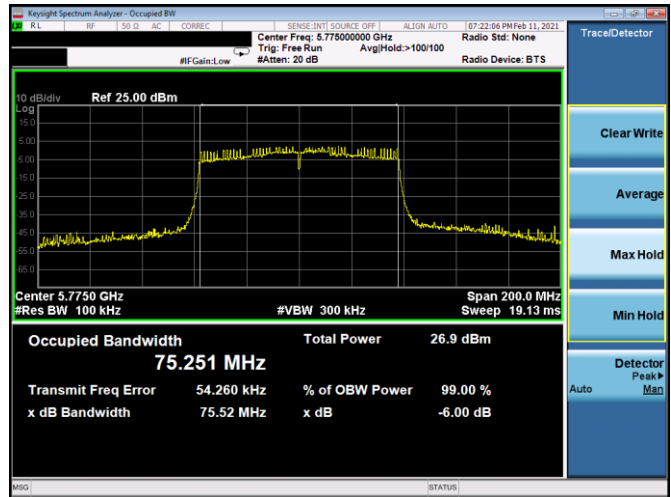 Keysight Spectrum Analyzer - Occupied BW
RL RF 50 Ω AC CORREC SENSE:INT SOURCE OFF ALIGN AUTO 07:22:06 PM Feb 11, 2021
Center Freq: 5.775000000 GHz Radio Std: None
Trig: Free Run Avg|Hold:>100/100
#IFGain:Low #Atten: 20 dB Radio Device: BTS
Trace/Detector
10 dB/div Ref 25.00 dBm
Log
15.0
5.00
-5.00
-15.0
-25.0
-35.0
-45.0
-55.0
-65.0
Center 5.7750 GHz Span 200.0 MHz
#Res BW 100 kHz #VBW 300 kHz Sweep 19.13 ms
Occupied Bandwidth Total Power 26.9 dBm
75.251 MHz
Transmit Freq Error 54.260 kHz % of OBW Power 99.00 %
x dB Bandwidth 75.52 MHz x dB -6.00 dB
Clear Write
Average
Max Hold
Min Hold
Detector
Peak▶
Auto Man
MSG STATUS